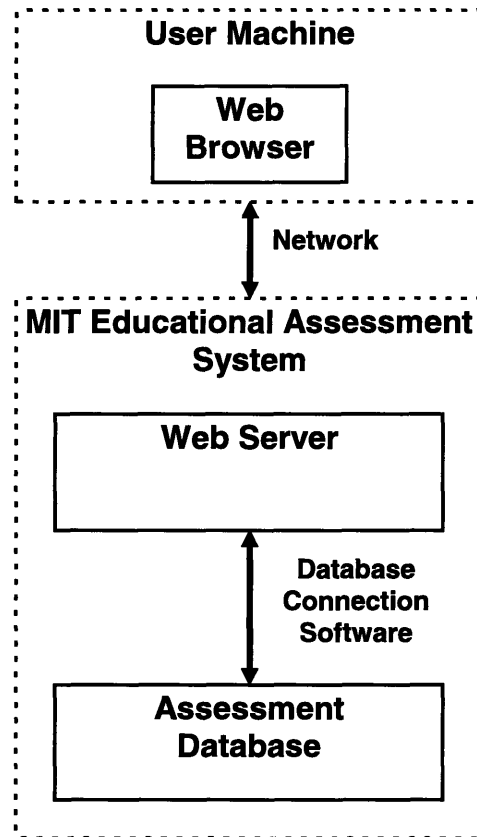 User Machine
Web
Browser
Network
MIT Educational Assessment
System
Web Server
Database
Connection
Software
Assessment
Database